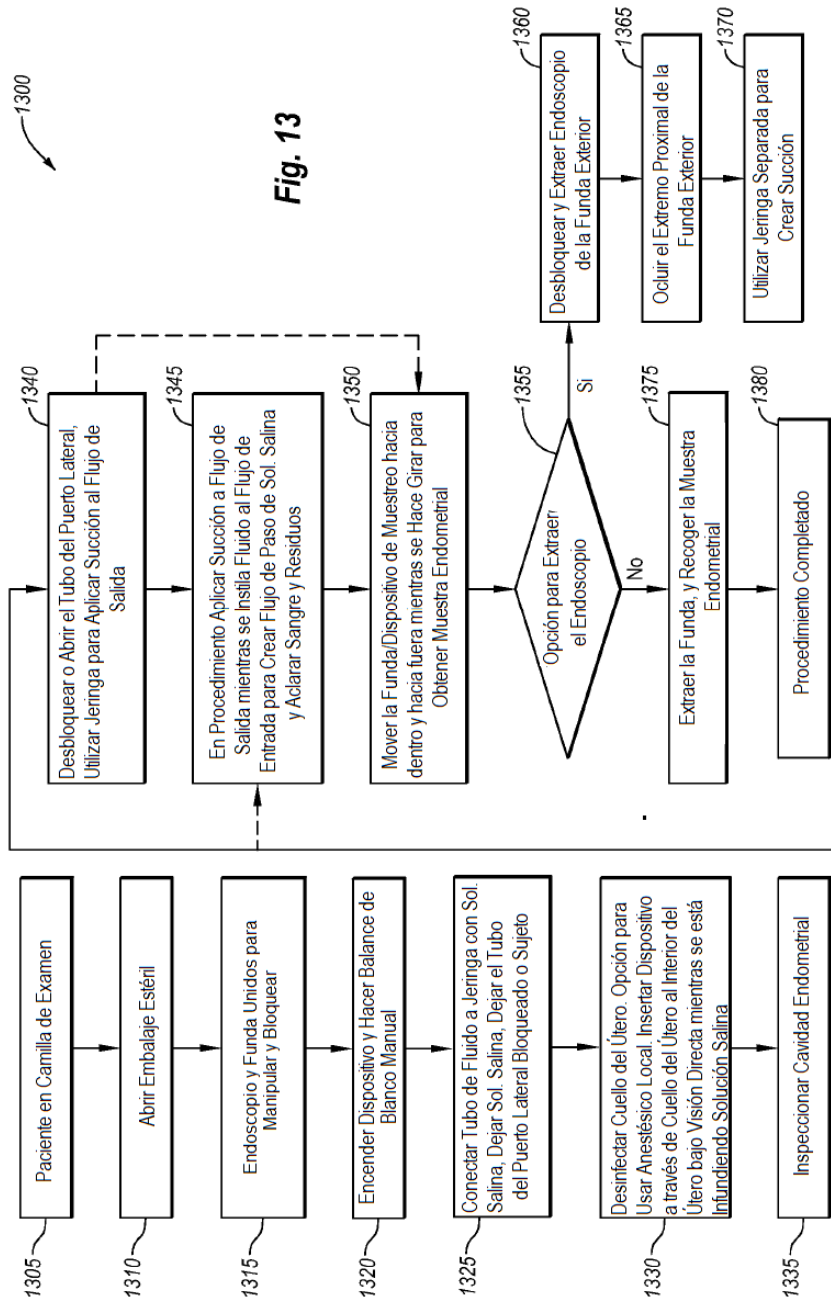 1300
Fig. 13
1305
Paciente en Camilla de Examen
1310
Abrir Embalaje Estéril
1315
Endoscopio y Funda Unidos para
Manipular y Bloquear
1320
Encender Dispositivo y Hacer Balance de
Blanco Manual
1325
Conectar Tubo de Fluido a Jeringa con Sol.
Salina, Dejar Sol. Salina, Dejar el Tubo
del Puerto Lateral Bloqueado o Sujeto
1330
Desinfectar Cuello del Útero. Opción para
Usar Anestésico Local. Insertar Dispositivo
a través de Cuello del Útero al Interior del
Útero bajo Visión Directa mientras se está
Infundiendo Solución Salina
1335
Inspeccionar Cavidad Endometrial
1340
Desbloquear o Abrir el Tubo del Puerto Lateral,
Utilizar Jeringa para Aplicar Succión al Flujo de
Salida
1345
En Procedimiento Aplicar Succión a Flujo de
Salida mientras se Instila Fluido al Flujo de
Entrada para Crear Flujo de Paso de Sol. Salina
y Aclarar Sangre y Residuos
1350
Mover la Funda/Dispositivo de Muestreo hacia
dentro y hacia fuera mientras se Hace Girar para
Obtener Muestra Endometrial
1355
Opción para Extraer
el Endoscopio
Si
No
1360
Desbloquear y Extraer Endoscopio
de la Funda Exterior
1365
Ocluir el Extremo Proximal de la
Funda Exterior
1370
Utilizar Jeringa Separada para
Crear Succión
1375
Extraer la Funda, y Recoger la Muestra
Endometrial
1380
Procedimiento Completado